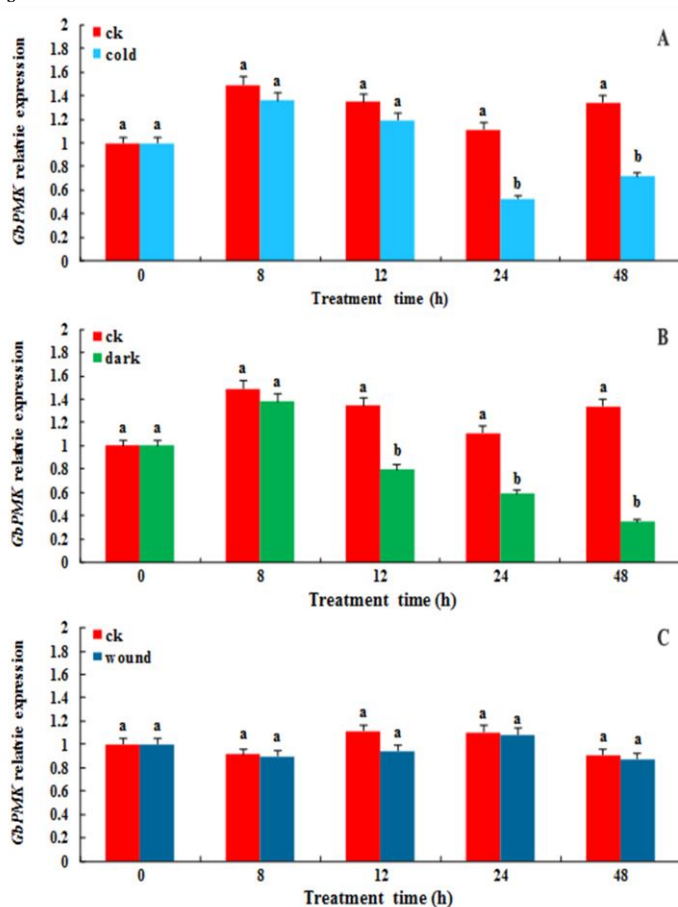 ck
cold
A
GbPMK relatvie expression
2
1.8
1.6
1.4
1.2
1
0.8
0.6
0.4
0.2
0
a a a a a a a b a b
0 8 12 24 48
Treatment time (h)
ck
dark
B
GbPMK relatvie expression
2
1.8
1.6
1.4
1.2
1
0.8
0.6
0.4
0.2
0
a a a a a b a b a b
0 8 12 24 48
Treatment time (h)
ck
wound
C
GbPMK relatvie expression
2
1.8
1.6
1.4
1.2
1
0.8
0.6
0.4
0.2
0
a a a a a a a a a a
0 8 12 24 48
Treatment time (h)